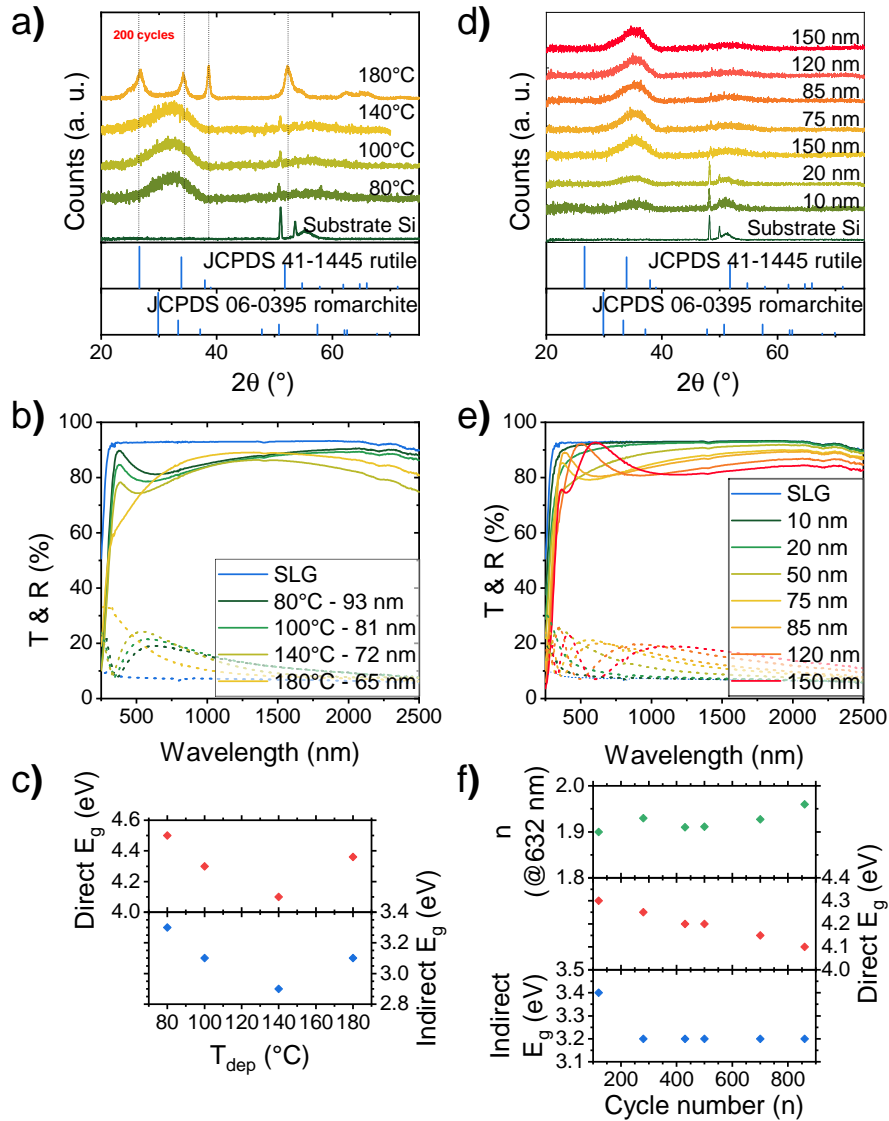 a)
200 cycles
180°C
140°C
100°C
80°C
Substrate Si
Counts (a. u.)
JCPDS 41-1445 rutile
JCPDS 06-0395 romarchite
20 40 60
2θ (°)
d)
150 nm
120 nm
85 nm
75 nm
150 nm
20 nm
10 nm
Substrate Si
Counts (a. u.)
JCPDS 41-1445 rutile
JCPDS 06-0395 romarchite
20 40 60
2θ (°)
b)
100
80
60
40
20
0
T & R (%)
SLG
80°C - 93 nm
100°C - 81 nm
140°C - 72 nm
180°C - 65 nm
500 1000 1500 2000 2500
Wavelength (nm)
e)
100
80
60
40
20
0
T & R (%)
SLG
10 nm
20 nm
50 nm
75 nm
85 nm
120 nm
150 nm
500 1000 1500 2000 2500
Wavelength (nm)
c)
Direct Eg (eV)
4.6
4.4
4.2
4.0
3.4
3.2
3.0
2.8
Indirect Eg (eV)
80 100 120 140 160 180
Tdep (°C)
f)
n
(@632 nm)
2.0
1.9
1.8
4.3
4.2
4.1
4.0
Direct Eg (eV)
3.5
3.4
3.3
3.2
3.1
Indirect
Eg (eV)
200 400 600 800
Cycle number (n)